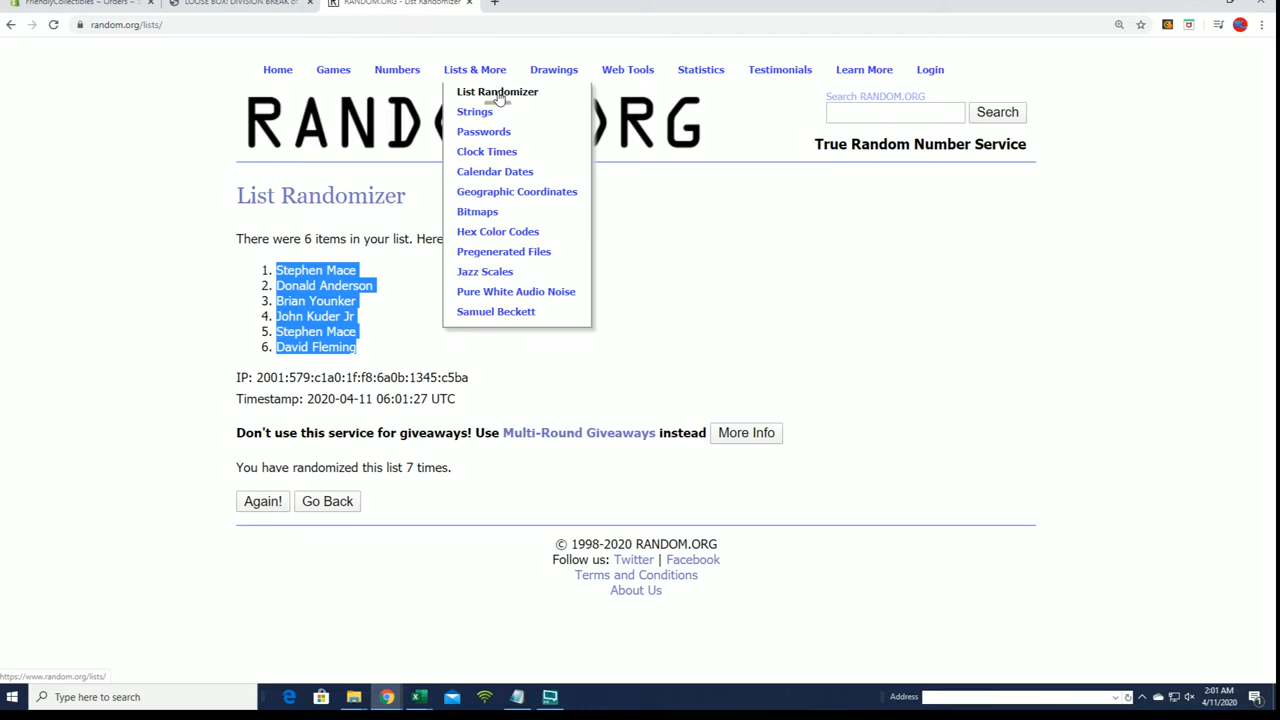 FriendlyCollectibles ~ Orders ~
LOOSE BOX! DIVISION BREAK of
RANDOM.ORG - List Randomizer
random.org/lists/
Home Games Numbers Lists & More Drawings Web Tools Statistics Testimonials Learn More Login
List Randomizer
Strings
Passwords
Clock Times
Calendar Dates
Geographic Coordinates
Bitmaps
Hex Color Codes
Pregenerated Files
Jazz Scales
Pure White Audio Noise
Samuel Beckett
Search RANDOM.ORG
Search
True Random Number Service
List Randomizer
There were 6 items in your list. Here
1. Stephen Mace
2. Donald Anderson
3. Brian Younker
4. John Kuder Jr
5. Stephen Mace
6. David Fleming
IP: 2001:579:c1a0:1f:f8:6a0b:1345:c5ba
Timestamp: 2020-04-11 06:01:27 UTC
Don't use this service for giveaways! Use Multi-Round Giveaways instead More Info
You have randomized this list 7 times.
Again! Go Back
© 1998-2020 RANDOM.ORG
Follow us: Twitter | Facebook
Terms and Conditions
About Us
https://www.random.org/lists/
Type here to search
Address
2:01 AM
4/11/2020